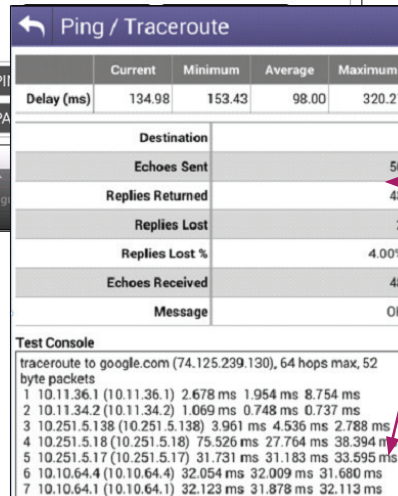 Ping / Traceroute
Current Minimum Average Maximum
Delay (ms) 134.98 153.43 98.00
Destination
Echoes Sent
Replies Returned
Replies Lost
Replies Lost % 4.00%
Echoes Received
Message
Test Console
traceroute to google.com (74.125.239.130), 64 hops max, 52
byte packets
1 10.11.36.1 (10.11.36.1) 2.678 ms 1.954 ms 8.754 ms
2 10.11.34.2 (10.11.34.2) 1.069 ms 0.748 ms 0.737 ms
3 10.251.5.138 (10.251.5.138) 3.961 ms 4.536 ms 2.788 ms
4 10.251.5.18 (10.251.5.18) 75.526 ms 27.764 ms 38.394 ms
5 10.251.5.17 (10.251.5.17) 31.731 ms 31.183 ms 33.595 ms
6 10.10.64.4 (10.10.64.4) 32.054 ms 32.009 ms 31.680 ms
7 10.10.64.1 (10.10.64.1) 32.123 ms 31.878 ms 32.113 ms